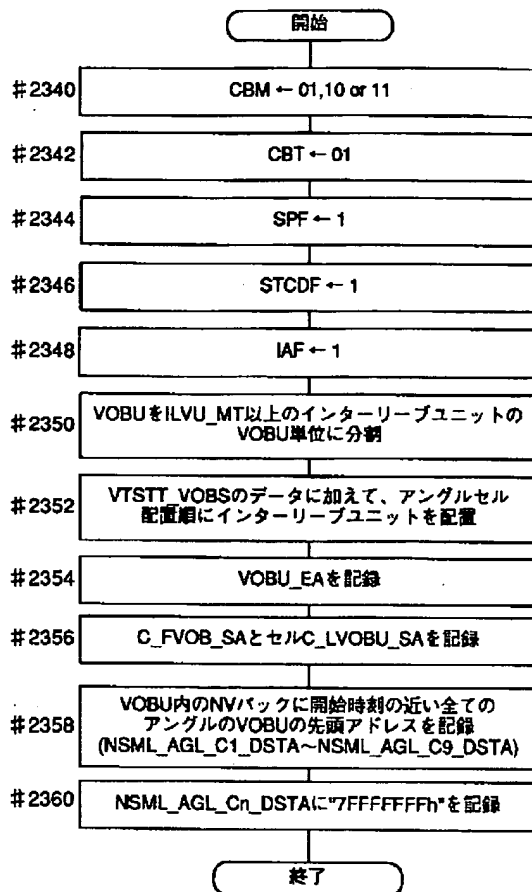 開始
#2340 CBM ← 01,10 or 11
#2342 CBT ← 01
#2344 SPF ← 1
#2346 STCDF ← 1
#2348 IAF ← 1
#2350 VOBUをILVU_MT以上のインターリーブユニットの
VOBU単位に分割
#2352 VTSTT_VOBSのデータに加えて、アングルセル
配置順にインターリーブユニットを配置
#2354 VOBU_EAを記録
#2356 C_FVOB_SAとセルC_LVOBU_SAを記録
#2358 VOBU内のNVパックに開始時刻の近い全ての
アングルのVOBUの先頭アドレスを記録
(NSML_AGL_C1_DSTA～NSML_AGL_C9_DSTA)
#2360 NSML_AGL_Cn_DSTAに"7FFFFFFFh"を記録
終了